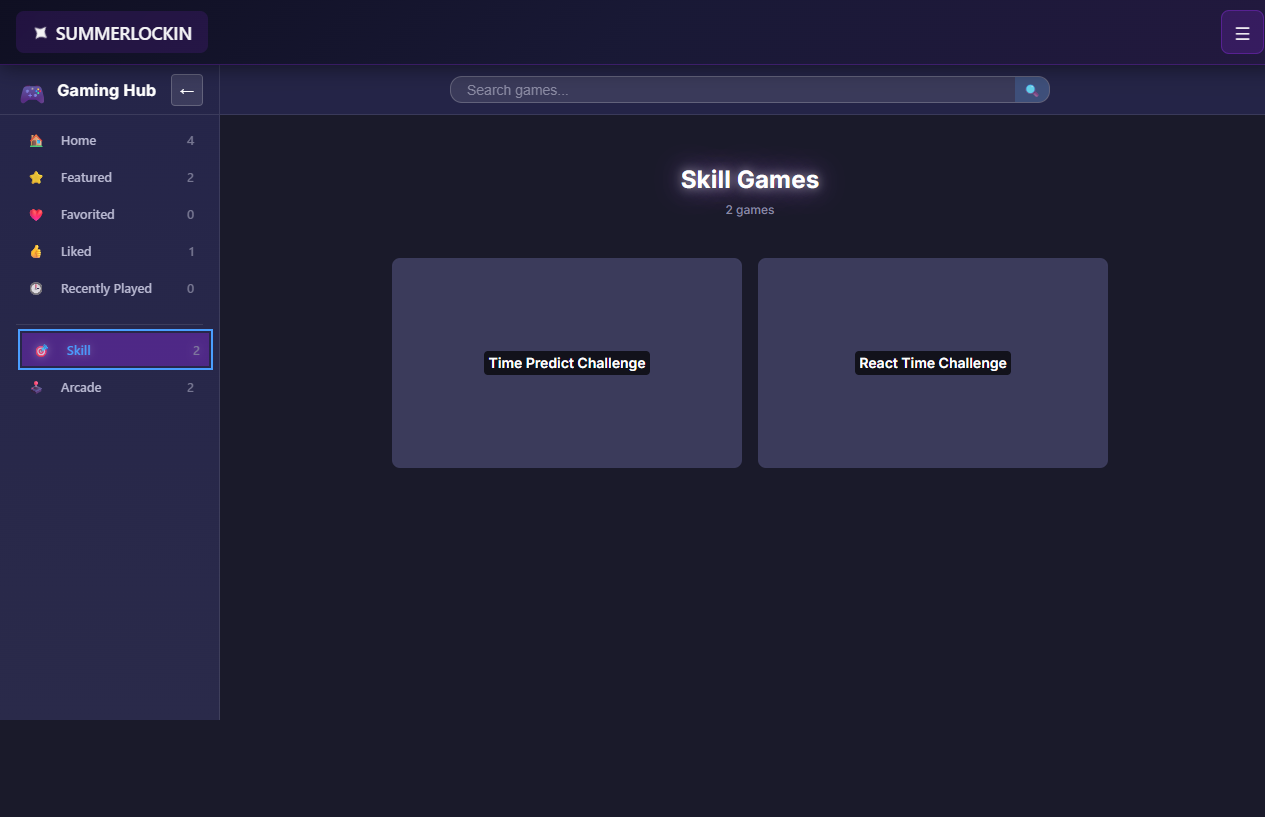 SUMMERLOCKIN
☰
Gaming Hub
←
Search games...
Home 4
Featured 2
Favorited 0
Liked 1
Recently Played 0
Skill 2
Arcade 2
Skill Games
2 games
Time Predict Challenge
React Time Challenge